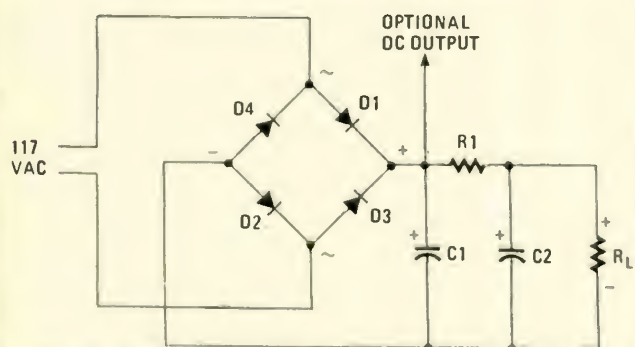 OPTIONAL
DC OUTPUT
~
D4
D1
R1
117
VAC
-
+
+
D2
D3
+
C1
+
C2
RL
~
-